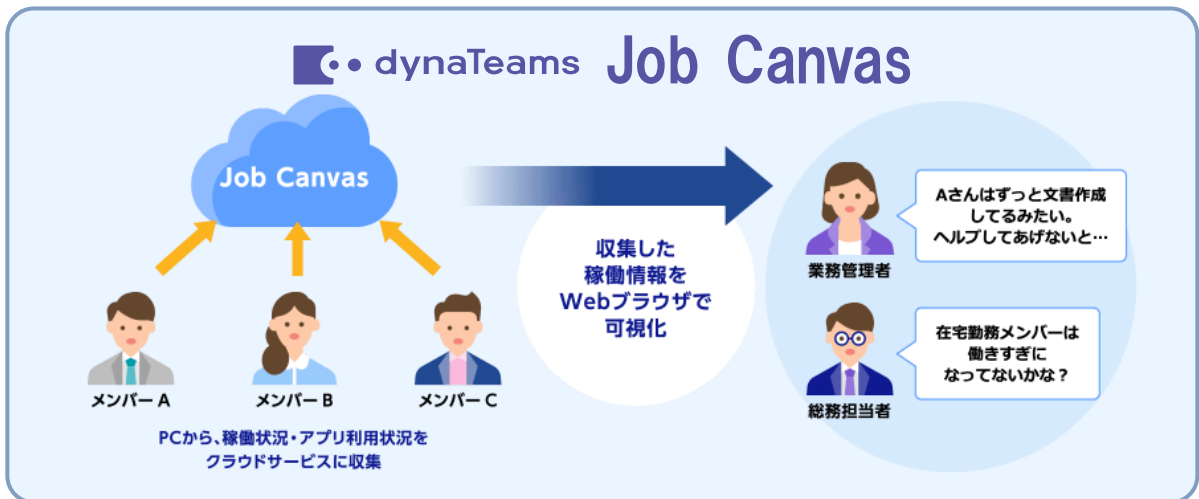 dynaTeams Job Canvas
Job Canvas
メンバー A
メンバー B
メンバー C
PCから、稼働状況・アプリ利用状況を
クラウドサービスに収集
収集した
稼働情報を
Webブラウザで
可視化
Aさんはずっと文書作成
してるみたい。
ヘルプしてあげないと…
業務管理者
在宅勤務メンバーは
働きすぎに
なってないかな？
総務担当者